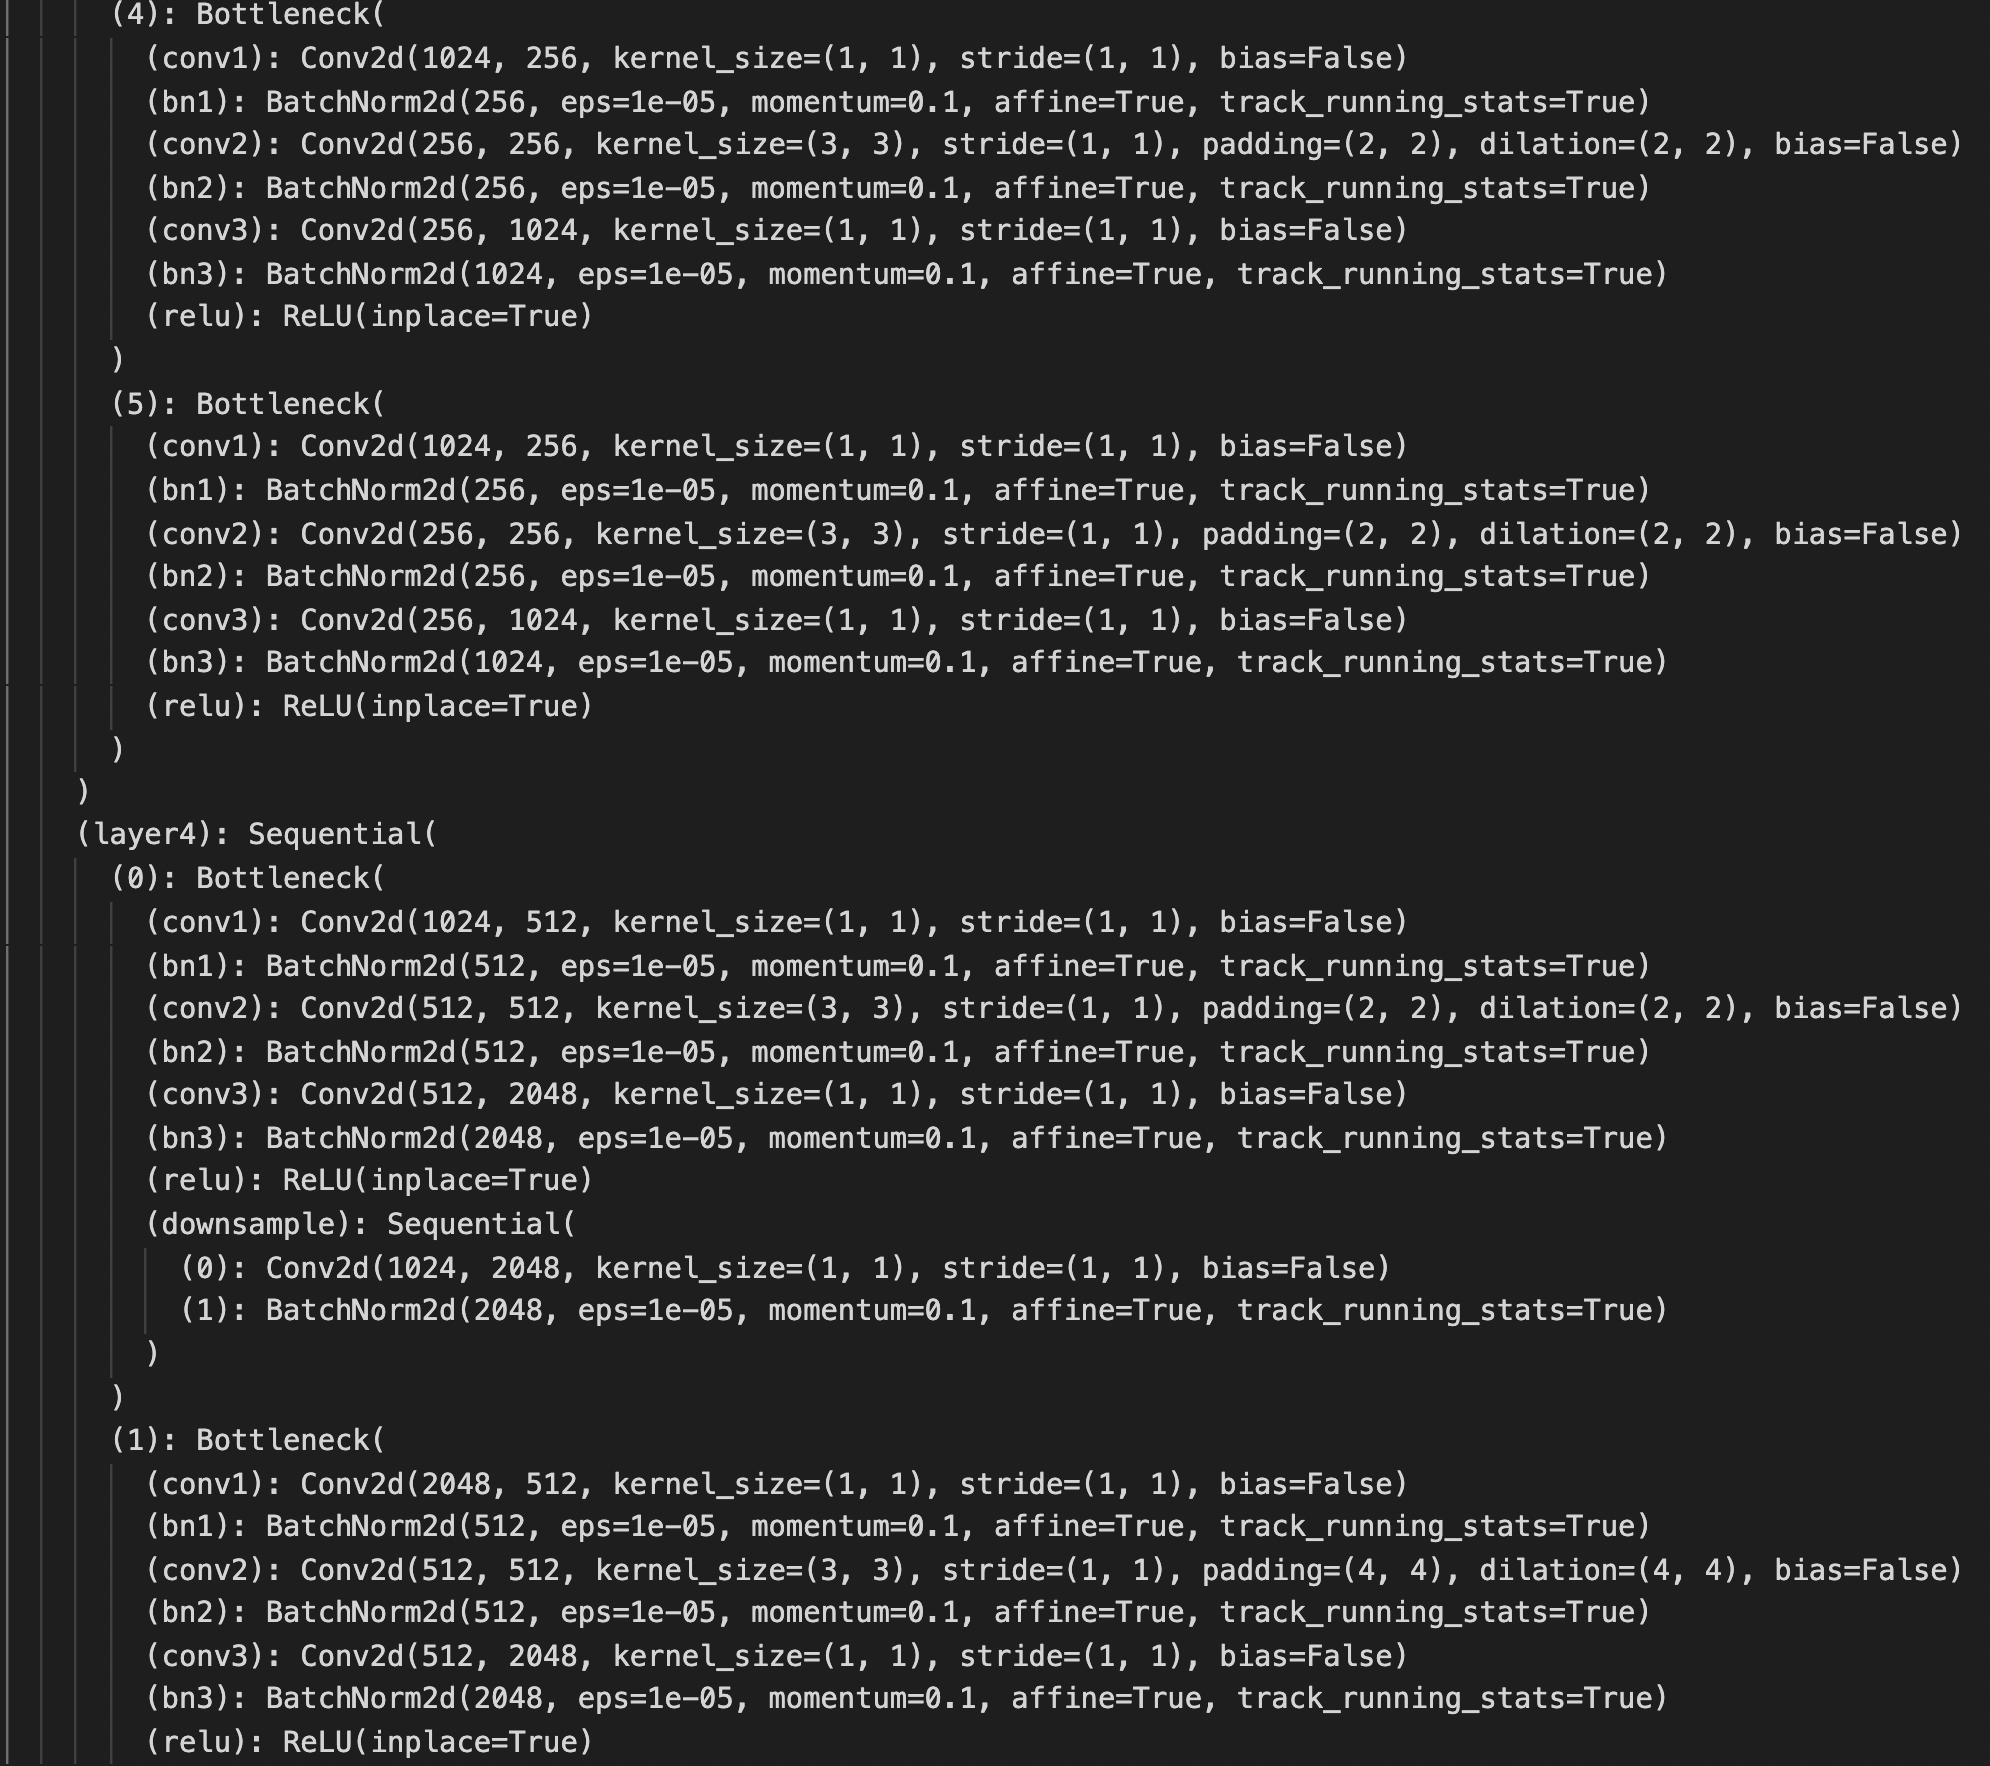 (4): Bottleneck(
(conv1): Conv2d(1024, 256, kernel_size=(1, 1), stride=(1, 1), bias=False)
(bn1): BatchNorm2d(256, eps=1e-05, momentum=0.1, affine=True, track_running_stats=True)
(conv2): Conv2d(256, 256, kernel_size=(3, 3), stride=(1, 1), padding=(2, 2), dilation=(2, 2), bias=False)
(bn2): BatchNorm2d(256, eps=1e-05, momentum=0.1, affine=True, track_running_stats=True)
(conv3): Conv2d(256, 1024, kernel_size=(1, 1), stride=(1, 1), bias=False)
(bn3): BatchNorm2d(1024, eps=1e-05, momentum=0.1, affine=True, track_running_stats=True)
(relu): ReLU(inplace=True)
)
(5): Bottleneck(
(conv1): Conv2d(1024, 256, kernel_size=(1, 1), stride=(1, 1), bias=False)
(bn1): BatchNorm2d(256, eps=1e-05, momentum=0.1, affine=True, track_running_stats=True)
(conv2): Conv2d(256, 256, kernel_size=(3, 3), stride=(1, 1), padding=(2, 2), dilation=(2, 2), bias=False)
(bn2): BatchNorm2d(256, eps=1e-05, momentum=0.1, affine=True, track_running_stats=True)
(conv3): Conv2d(256, 1024, kernel_size=(1, 1), stride=(1, 1), bias=False)
(bn3): BatchNorm2d(1024, eps=1e-05, momentum=0.1, affine=True, track_running_stats=True)
(relu): ReLU(inplace=True)
)
)
(layer4): Sequential(
(0): Bottleneck(
(conv1): Conv2d(1024, 512, kernel_size=(1, 1), stride=(1, 1), bias=False)
(bn1): BatchNorm2d(512, eps=1e-05, momentum=0.1, affine=True, track_running_stats=True)
(conv2): Conv2d(512, 512, kernel_size=(3, 3), stride=(1, 1), padding=(2, 2), dilation=(2, 2), bias=False)
(bn2): BatchNorm2d(512, eps=1e-05, momentum=0.1, affine=True, track_running_stats=True)
(conv3): Conv2d(512, 2048, kernel_size=(1, 1), stride=(1, 1), bias=False)
(bn3): BatchNorm2d(2048, eps=1e-05, momentum=0.1, affine=True, track_running_stats=True)
(relu): ReLU(inplace=True)
(downsample): Sequential(
(0): Conv2d(1024, 2048, kernel_size=(1, 1), stride=(1, 1), bias=False)
(1): BatchNorm2d(2048, eps=1e-05, momentum=0.1, affine=True, track_running_stats=True)
)
)
(1): Bottleneck(
(conv1): Conv2d(2048, 512, kernel_size=(1, 1), stride=(1, 1), bias=False)
(bn1): BatchNorm2d(512, eps=1e-05, momentum=0.1, affine=True, track_running_stats=True)
(conv2): Conv2d(512, 512, kernel_size=(3, 3), stride=(1, 1), padding=(4, 4), dilation=(4, 4), bias=False)
(bn2): BatchNorm2d(512, eps=1e-05, momentum=0.1, affine=True, track_running_stats=True)
(conv3): Conv2d(512, 2048, kernel_size=(1, 1), stride=(1, 1), bias=False)
(bn3): BatchNorm2d(2048, eps=1e-05, momentum=0.1, affine=True, track_running_stats=True)
(relu): ReLU(inplace=True)